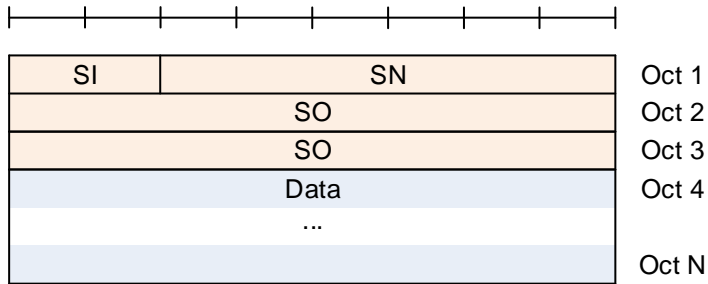 SI SN Oct 1
SO Oct 2
SO Oct 3
Data Oct 4
...
Oct N